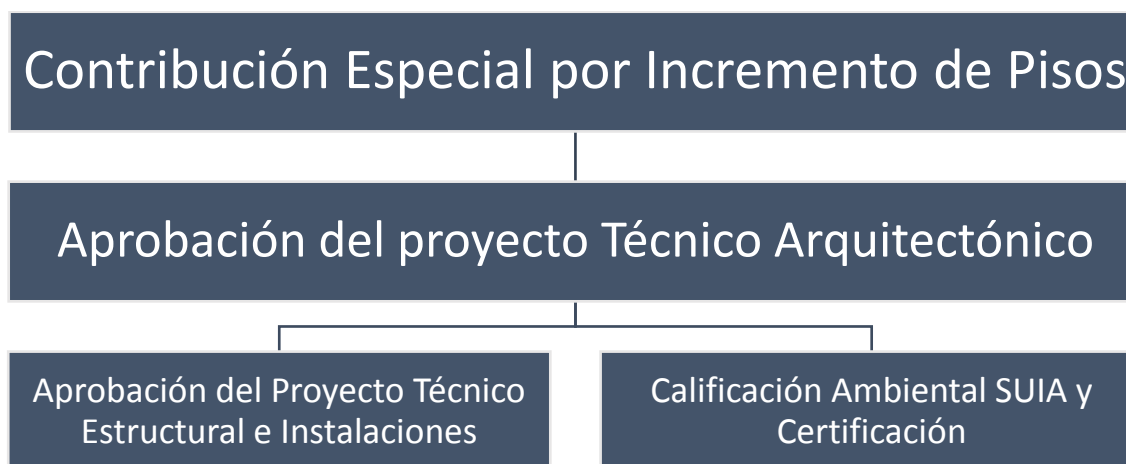 Contribución Especial por Incremento de Pisos
Aprobación del proyecto Técnico Arquitectónico
Aprobación del Proyecto Técnico
Estructural e Instalaciones
Calificación Ambiental SUIA y
Certificación